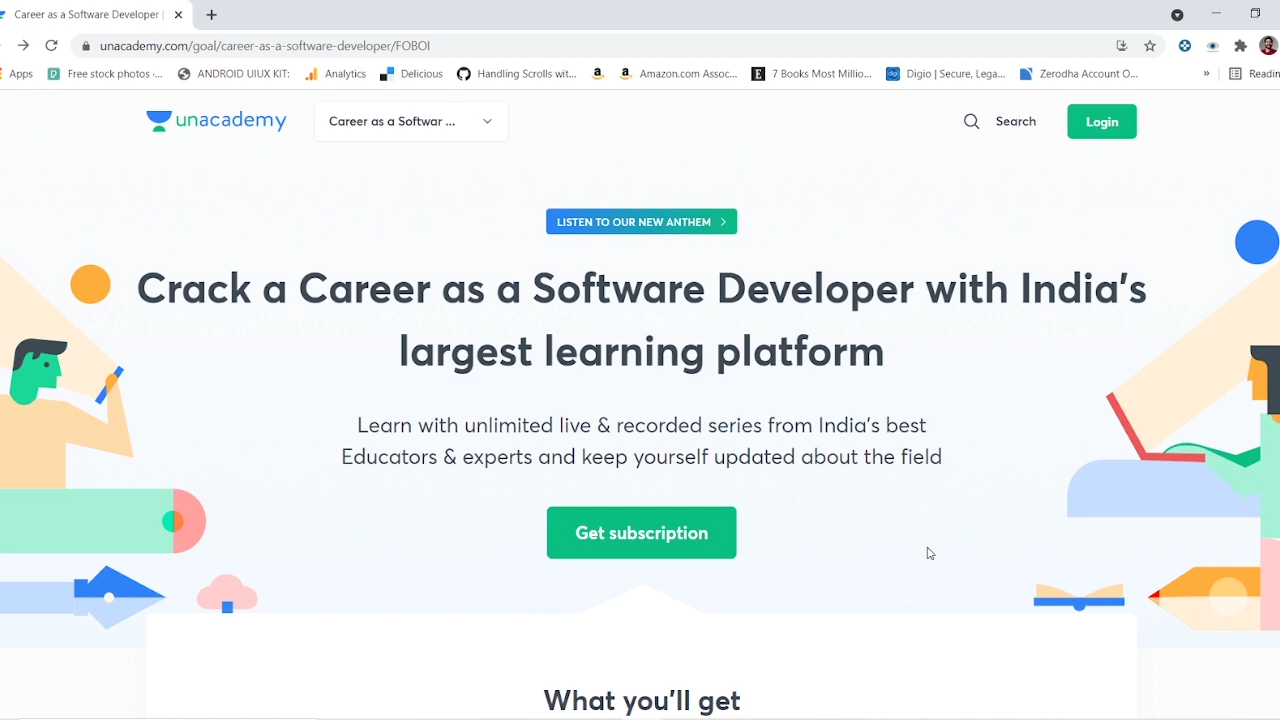 Career as a Software Developer |
unacademy.com/goal/career-as-a-software-developer/FOBOI
Apps
Free stock photos -...
ANDROID UIUX KIT:
Analytics
Delicious
Handling Scrolls wit...
Amazon.com Assoc...
7 Books Most Millio...
Digio | Secure, Lega...
Zerodha Account O...
»
Readin
unacademy
Career as a Softwar ...
Search
Login
LISTEN TO OUR NEW ANTHEM
Crack a Career as a Software Developer with India's
largest learning platform
Learn with unlimited live & recorded series from India's best
Educators & experts and keep yourself updated about the field
Get subscription
What you'll get